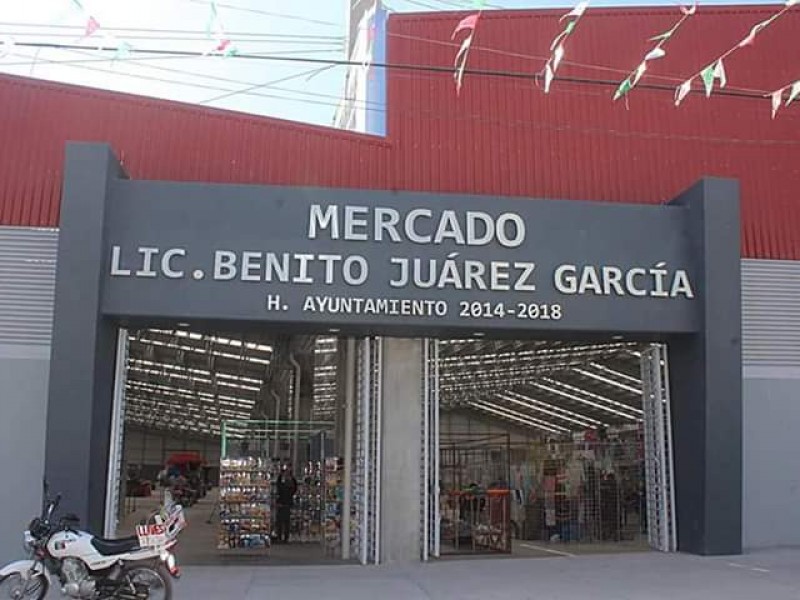 MERCADO
LIC. BENITO JUÁREZ GARCÍA
H. AYUNTAMIENTO 2014-2018